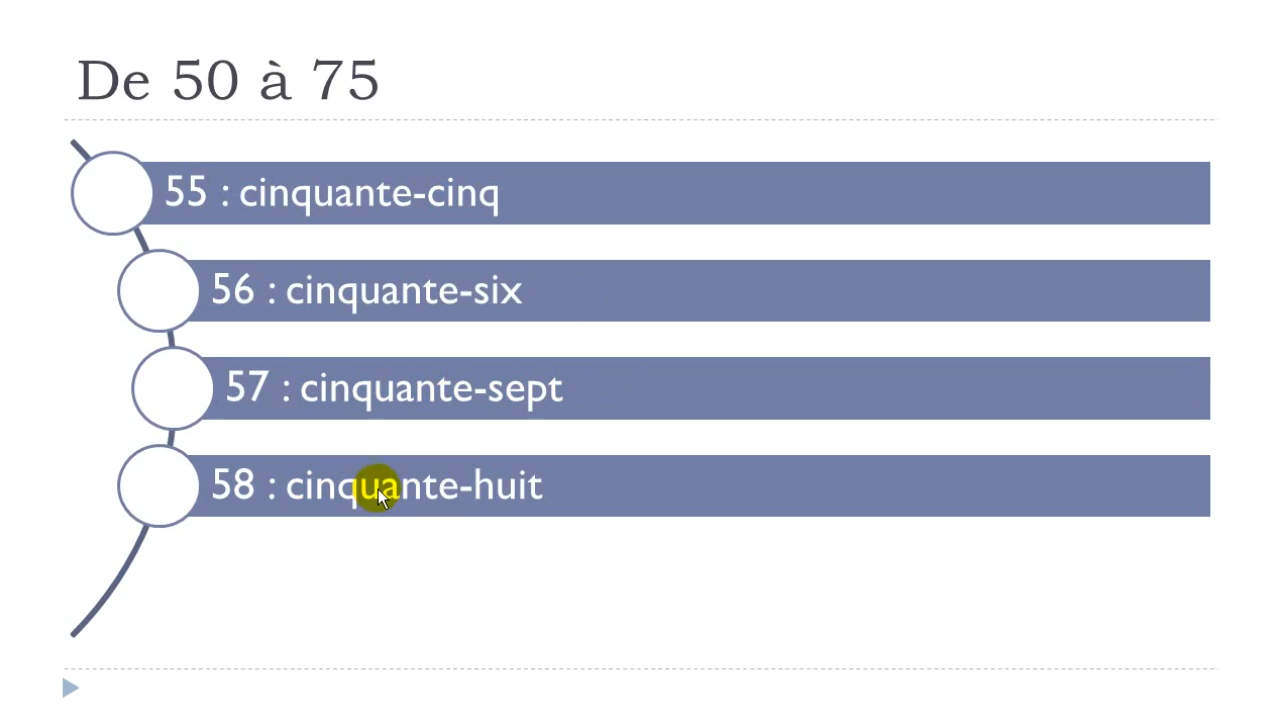 De 50 à 75
55 : cinquante-cinq
56 : cinquante-six
57 : cinquante-sept
58 : cinquante-huit